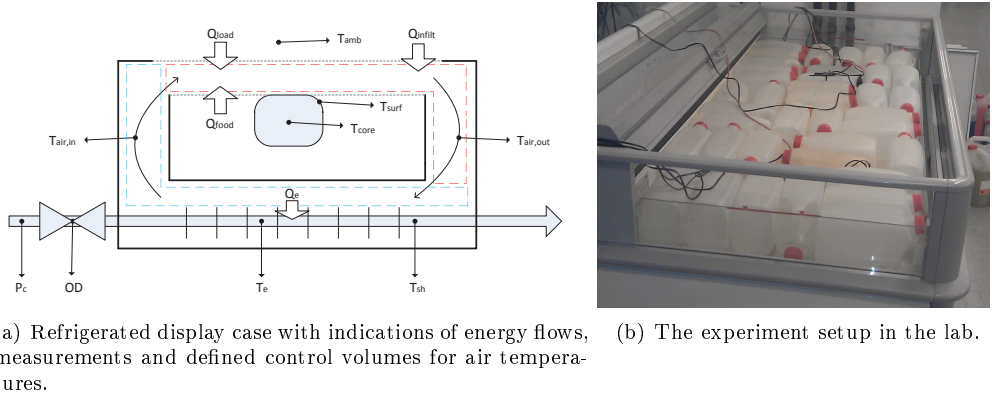 Qload
Tamb
Qinfilt
Tsurf
Qfood
Tcore
Tair,in
Tair,out
Qe
Pc
OD
Te
Tsh
a) Refrigerated display case with indications of energy flows,
measurements and defined control volumes for air tempera-
ures.
(b) The experiment setup in the lab.